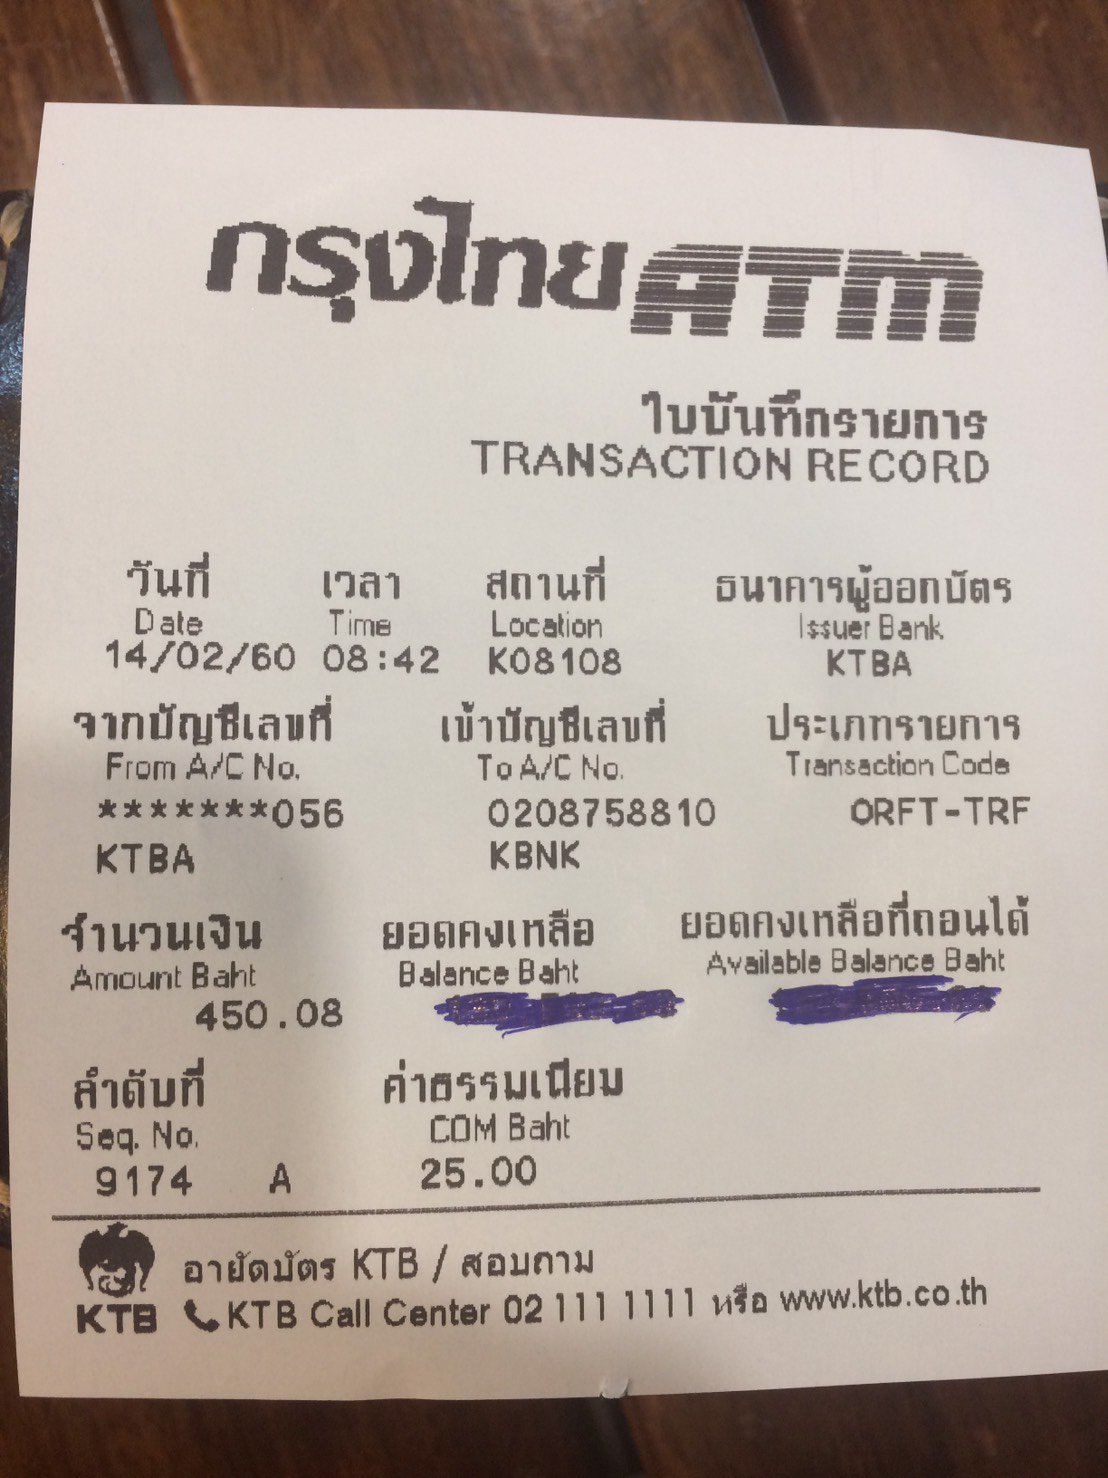 กรุงไทย ATM
ใบบันทึกรายการ
TRANSACTION RECORD
วันที่ เวลา สถานที่ ธนาคารผู้ออกบัตร
Date Time Location Issuer Bank
14/02/60 08:42 K08108 KTBA
จากบัญชีเลขที่ เข้าบัญชีเลขที่ ประเภทรายการ
From A/C No. To A/C No. Transaction Code
*******056 0208758810 ORFT-TRF
KTBA KBNK
จำนวนเงิน ยอดคงเหลือ ยอดคงเหลือที่ถอนได้
Amount Baht Balance Baht Available Balance Baht
450.08
ลำดับที่ ค่าธรรมเนียม
Seq. No. COM Baht
9174 A 25.00
อายัดบัตร KTB / สอบถาม
KTB KTB Call Center 02 111 1111 หรือ www.ktb.co.th